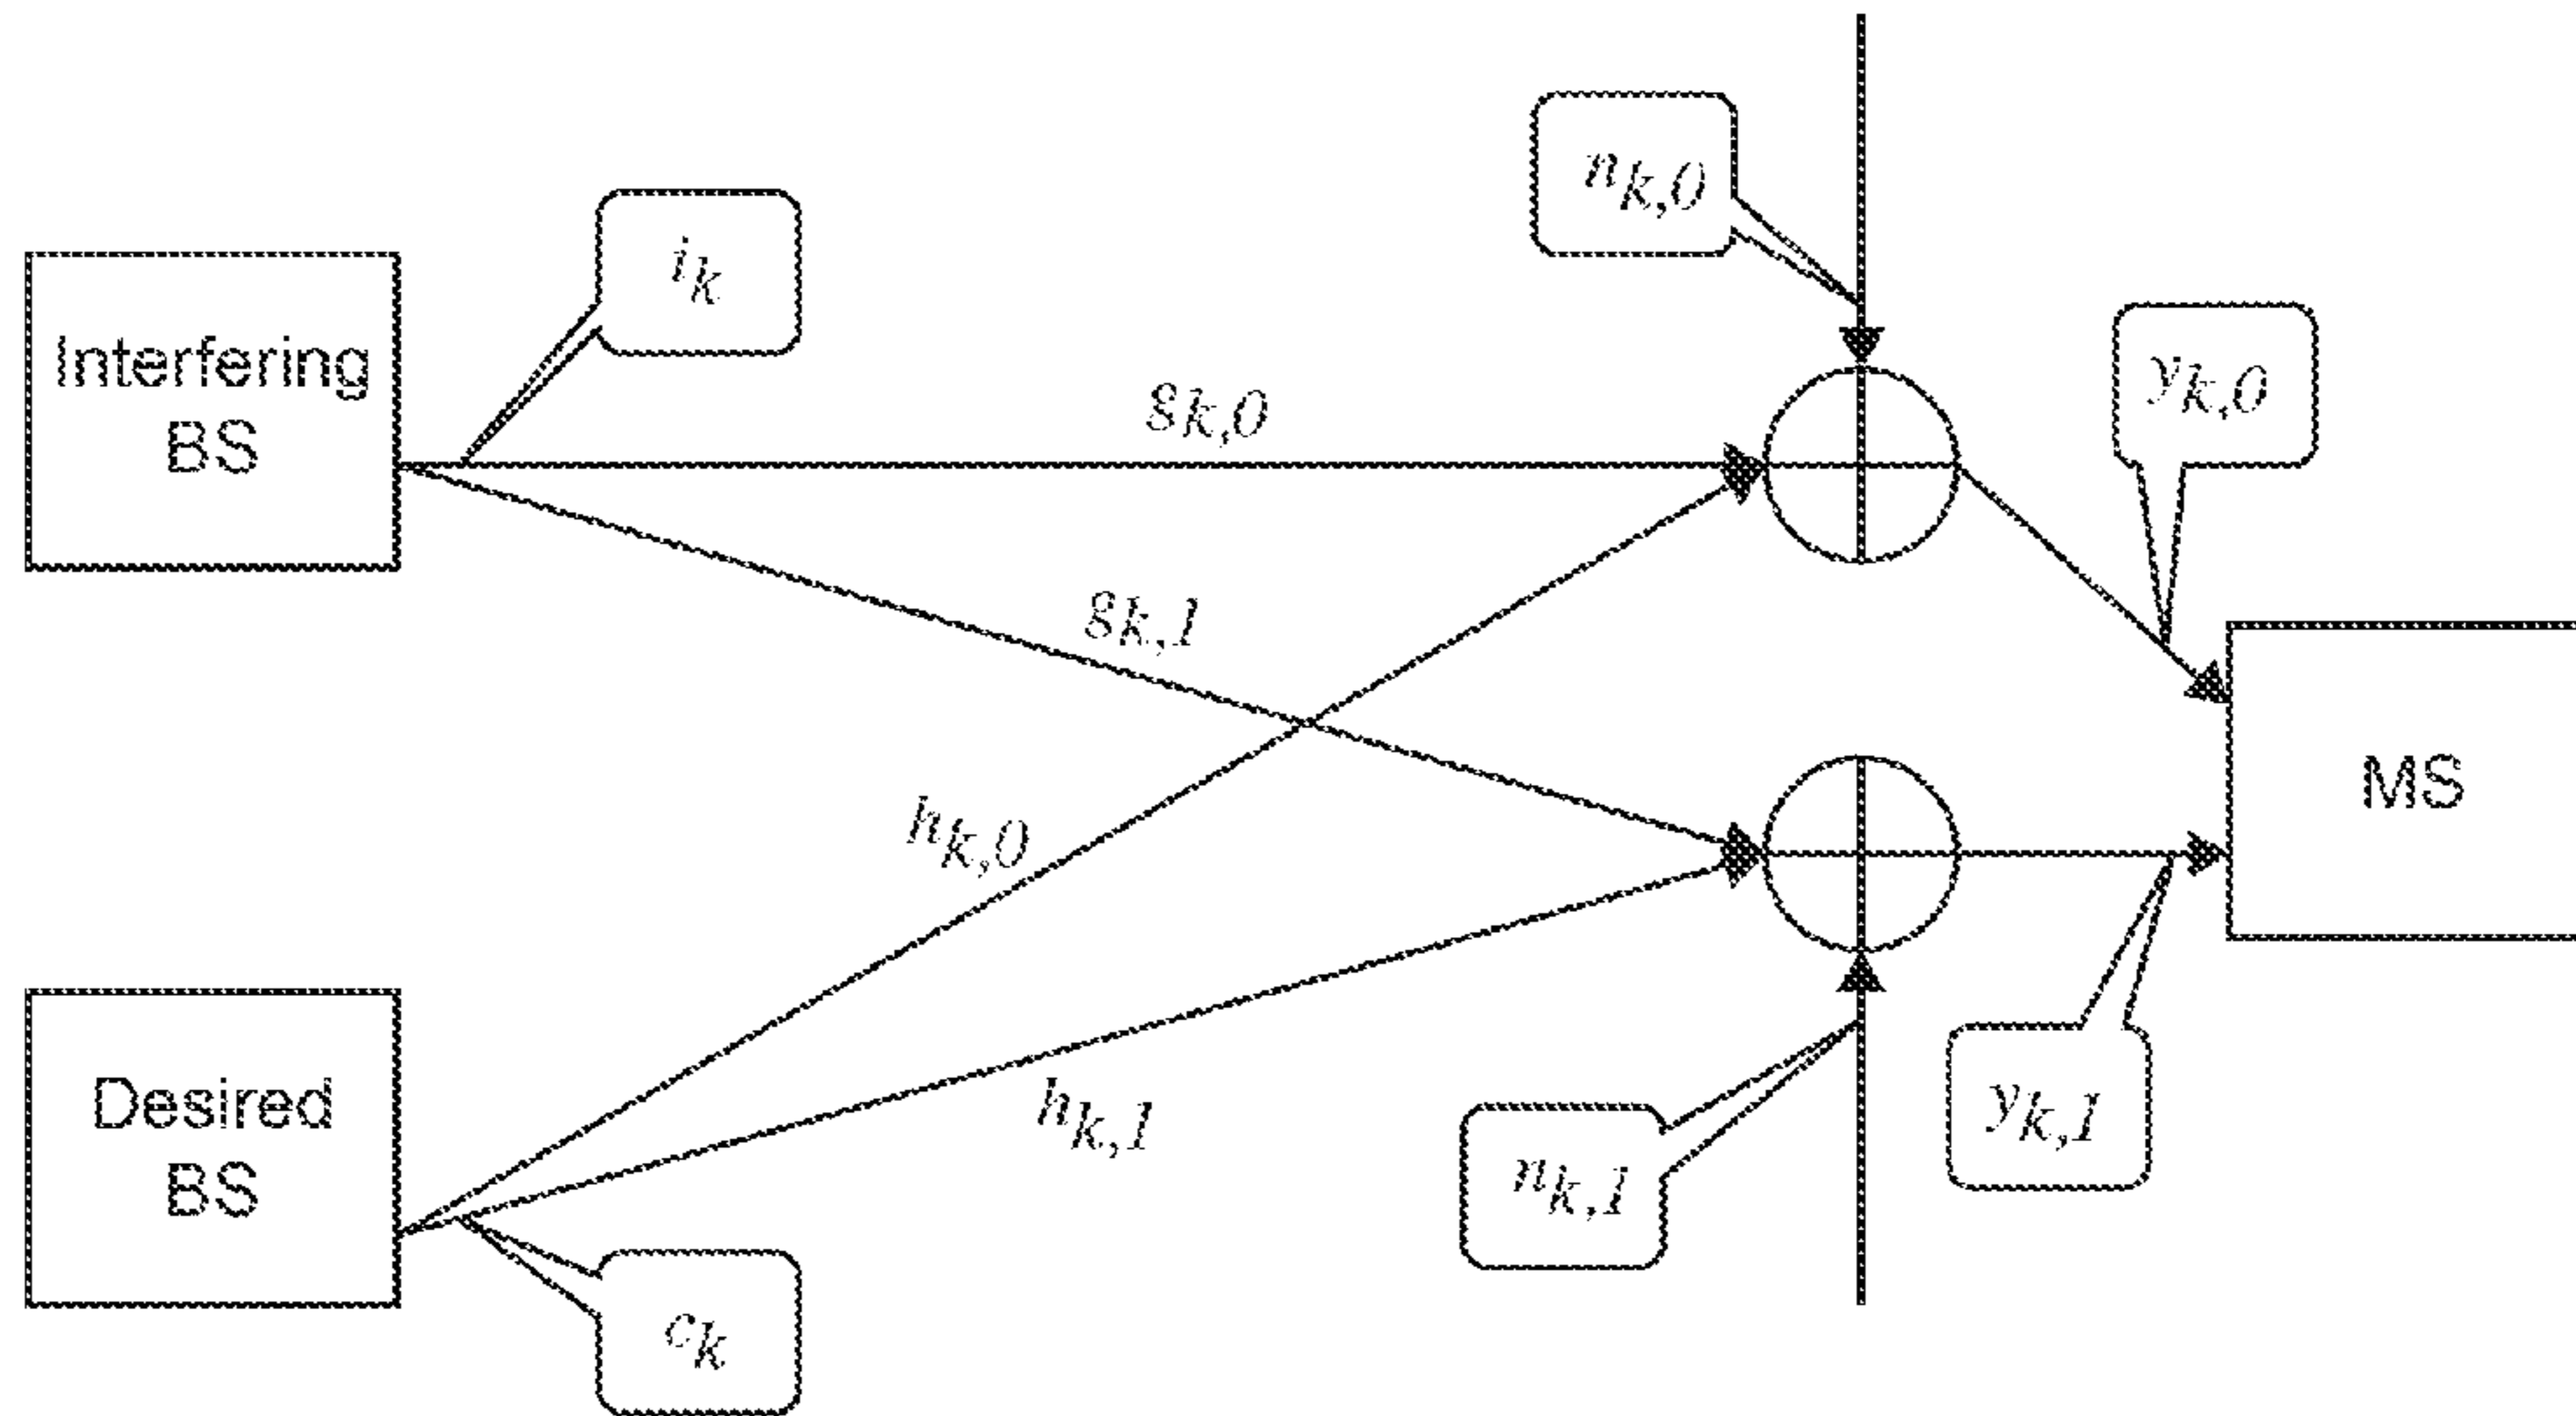 n_{k,0}
i_k
Interfering
BS
g_{k,0}
y_{k,0}
g_{k,1}
MS
h_{k,0}
h_{k,1}
Desired
BS
n_{k,1}
y_{k,1}
c_k